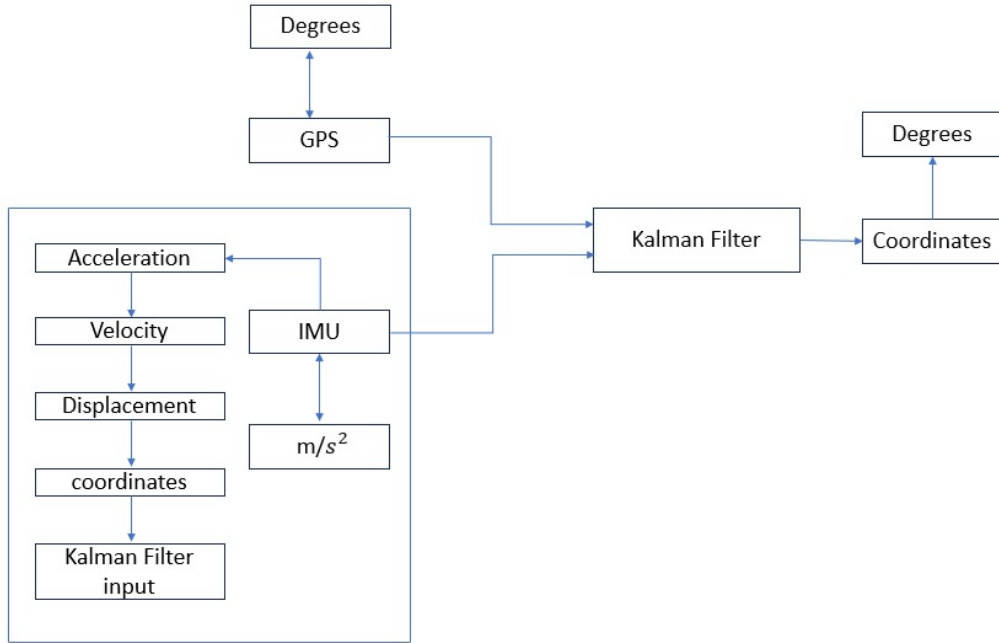 Degrees
GPS
Degrees
Kalman Filter
Coordinates
Acceleration
IMU
Velocity
Displacement
m/s²
coordinates
Kalman Filter
input